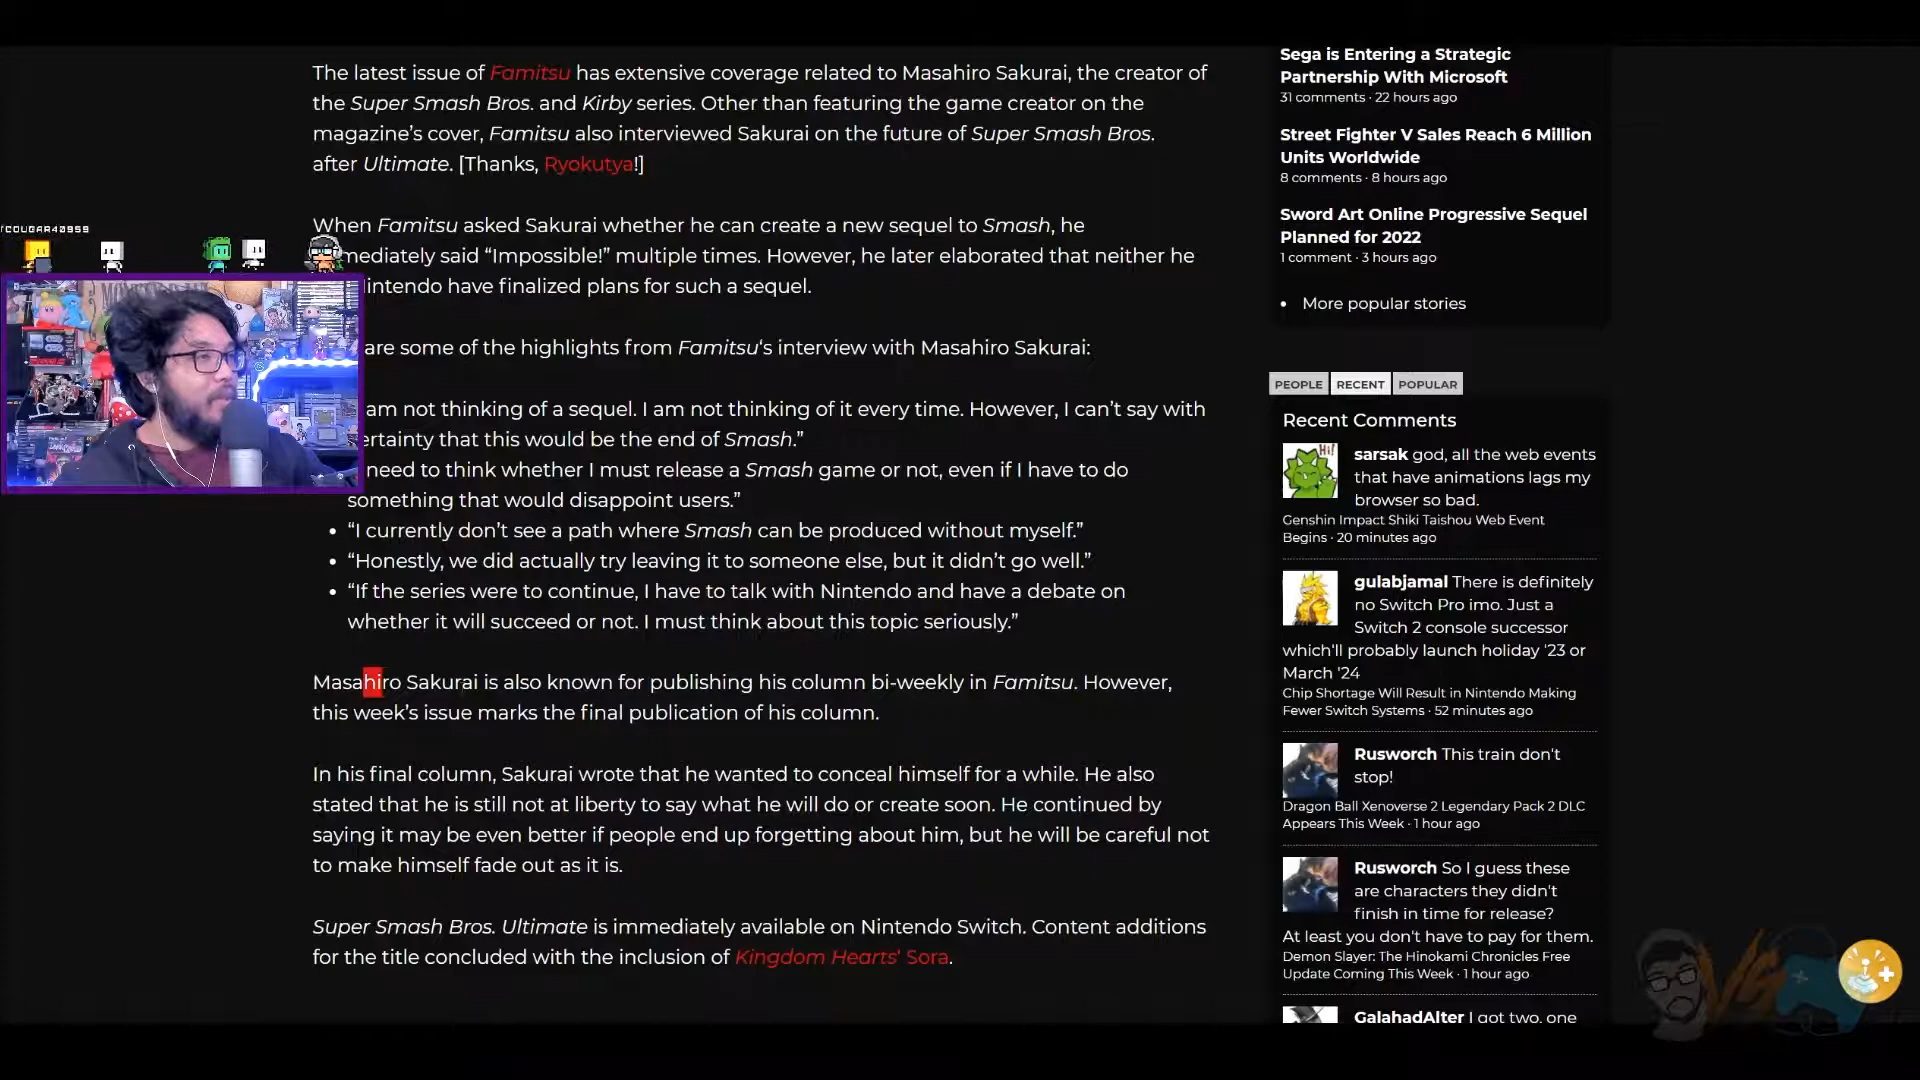 The latest issue of Famitsu has extensive coverage related to Masahiro Sakurai, the creator of
the Super Smash Bros. and Kirby series. Other than featuring the game creator on the
magazine’s cover, Famitsu also interviewed Sakurai on the future of Super Smash Bros.
after Ultimate. [Thanks, Ryokutya!]
When Famitsu asked Sakurai whether he can create a new sequel to Smash, he
mediately said “Impossible!” multiple times. However, he later elaborated that neither he
intendo have finalized plans for such a sequel.
are some of the highlights from Famitsu‘s interview with Masahiro Sakurai:
am not thinking of a sequel. I am not thinking of it every time. However, I can’t say with
ertainty that this would be the end of Smash.”
need to think whether I must release a Smash game or not, even if I have to do
something that would disappoint users.”
• “I currently don’t see a path where Smash can be produced without myself.”
• “Honestly, we did actually try leaving it to someone else, but it didn’t go well.”
• “If the series were to continue, I have to talk with Nintendo and have a debate on
whether it will succeed or not. I must think about this topic seriously.”
Masahiro Sakurai is also known for publishing his column bi-weekly in Famitsu. However,
this week’s issue marks the final publication of his column.
In his final column, Sakurai wrote that he wanted to conceal himself for a while. He also
stated that he is still not at liberty to say what he will do or create soon. He continued by
saying it may be even better if people end up forgetting about him, but he will be careful not
to make himself fade out as it is.
Super Smash Bros. Ultimate is immediately available on Nintendo Switch. Content additions
for the title concluded with the inclusion of Kingdom Hearts’ Sora.
Sega is Entering a Strategic
Partnership With Microsoft
31 comments · 22 hours ago
Street Fighter V Sales Reach 6 Million
Units Worldwide
8 comments · 8 hours ago
Sword Art Online Progressive Sequel
Planned for 2022
1 comment · 3 hours ago
• More popular stories
PEOPLE RECENT POPULAR
Recent Comments
sarsak god, all the web events
that have animations lags my
browser so bad.
Genshin Impact Shiki Taishou Web Event
Begins · 20 minutes ago
gulabjamal There is definitely
no Switch Pro imo. Just a
Switch 2 console successor
which'll probably launch holiday '23 or
March '24
Chip Shortage Will Result in Nintendo Making
Fewer Switch Systems · 52 minutes ago
Rusworch This train don't
stop!
Dragon Ball Xenoverse 2 Legendary Pack 2 DLC
Appears This Week · 1 hour ago
Rusworch So I guess these
are characters they didn't
finish in time for release?
At least you don't have to pay for them.
Demon Slayer: The Hinokami Chronicles Free
Update Coming This Week · 1 hour ago
GalahadAlter I got two, one
Hi!